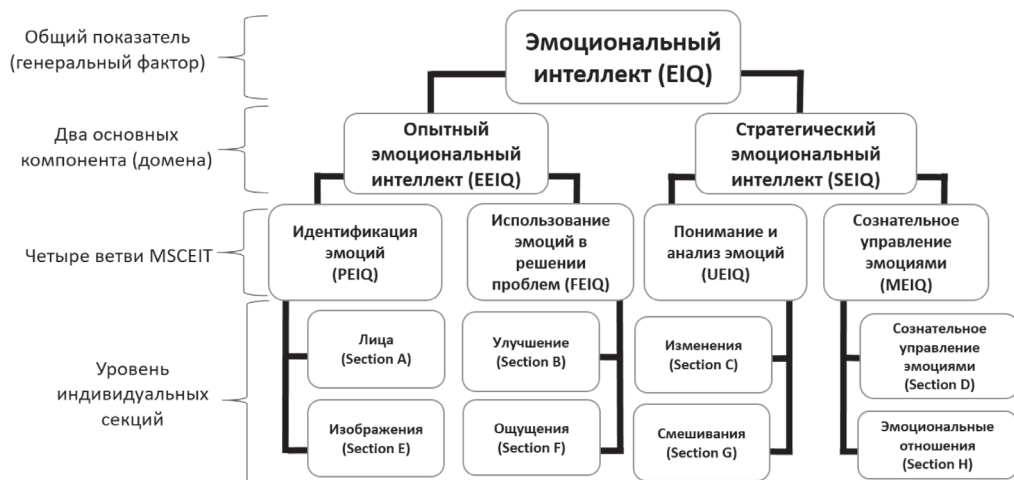 Общий показатель
(генеральный фактор)
Эмоциональный
интеллект (EIQ)
Два основных
компонента (домена)
Опытный
эмоциональный
интеллект (EEIQ)
Стратегический
эмоциональный
интеллект (SEIQ)
Четыре ветви MSCEIT
Идентификация
эмоций
(PEIQ)
Использование
эмоций в
решении
проблем (FEIQ)
Понимание и
анализ эмоций
(UEIQ)
Сознательное
управление
эмоциями
(MEIQ)
Уровень
индивидуальных
секций
Лица
(Section A)
Улучшение
(Section B)
Изменения
(Section C)
Сознательное
управление
эмоциями
(Section D)
Изображения
(Section E)
Ощущения
(Section F)
Смешивания
(Section G)
Эмоциональные
отношения
(Section H)